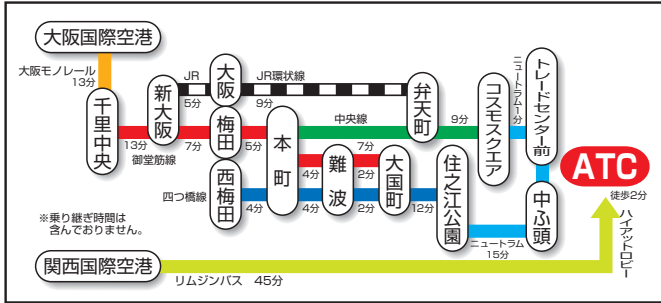 大阪国際空港
大阪モノレール
13分
千里中央
13分
御堂筋線
新大阪
JR
5分
7分
大阪
梅田
西梅田
JR環状線
9分
5分
四つ橋線
4分
本町
中央線
4分
4分
難波
7分
2分
2分
大国町
12分
弁天町
9分
住之江公園
コスモスクエア
ニュートラム
1分
ニュートラム
15分
トレードセンター前
中ふ頭
ATC
徒歩2分
ハイアットロビー
※乗り継ぎ時間は
含んでおりません。
関西国際空港
リムジンバス 45分